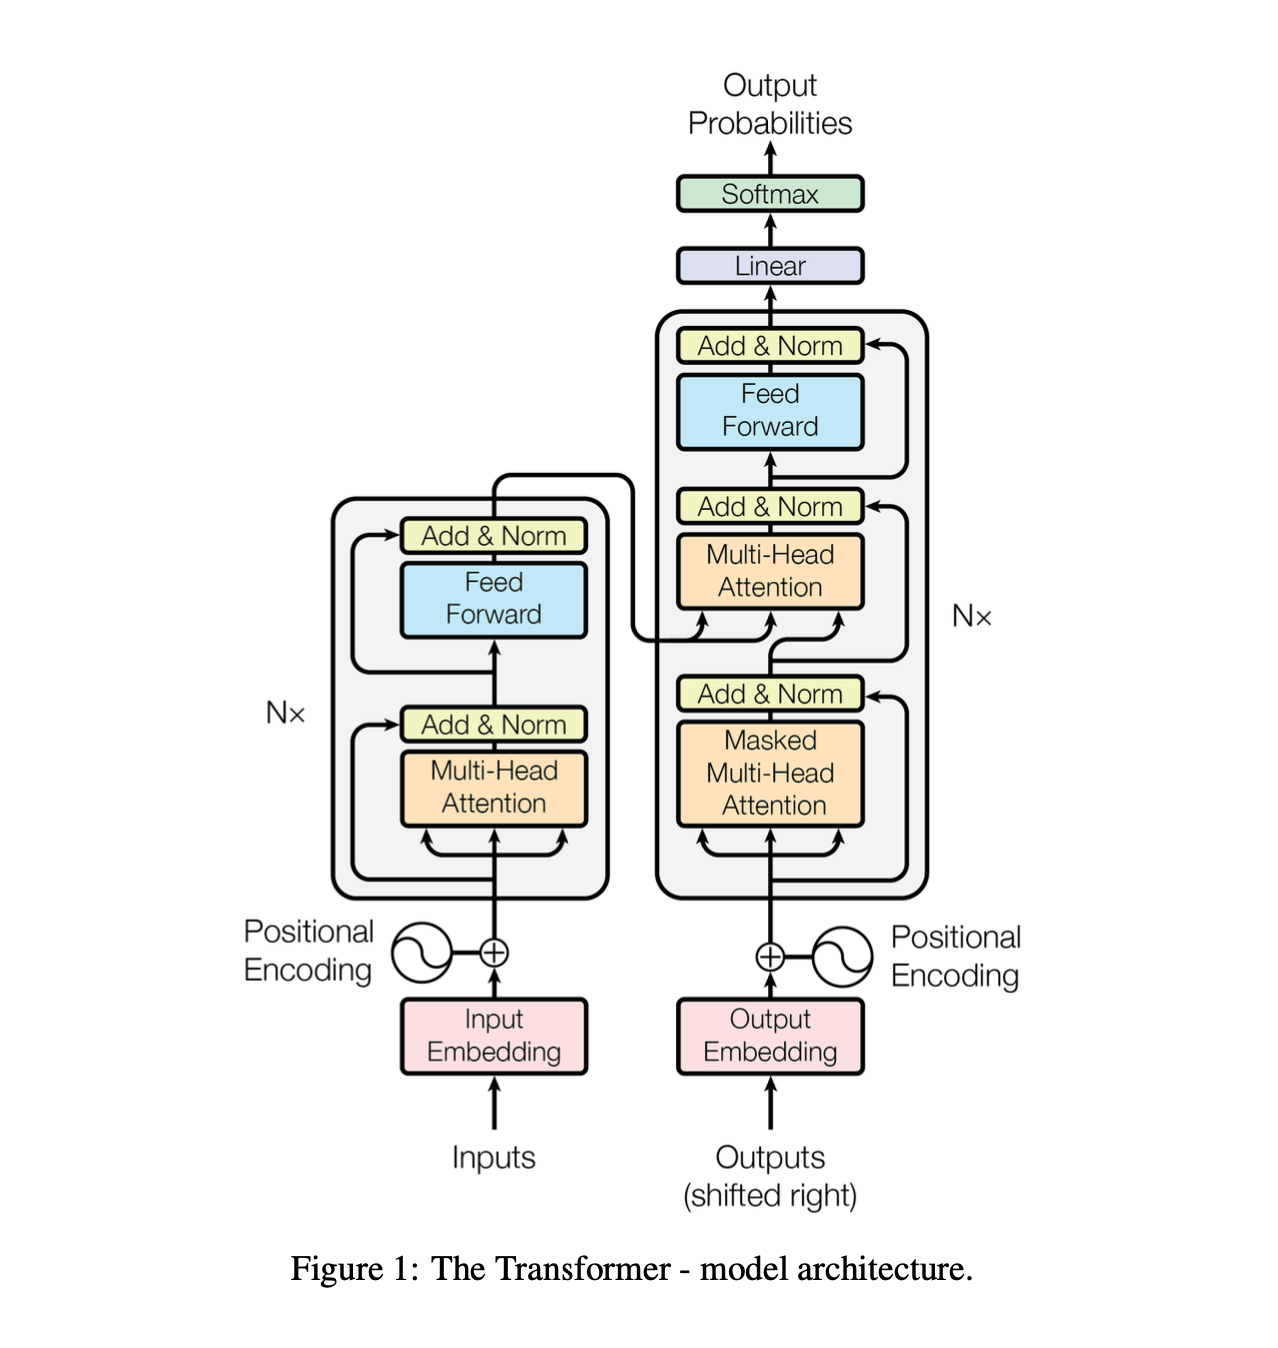 Output
Probabilities
Softmax
Linear
Add & Norm
Feed
Forward
Add & Norm
Multi-Head
Attention
Add & Norm
Masked
Multi-Head
Attention
N×
Add & Norm
Feed
Forward
Add & Norm
Multi-Head
Attention
N×
Positional
Encoding
Positional
Encoding
Input
Embedding
Output
Embedding
Inputs
Outputs
(shifted right)
Figure 1: The Transformer - model architecture.